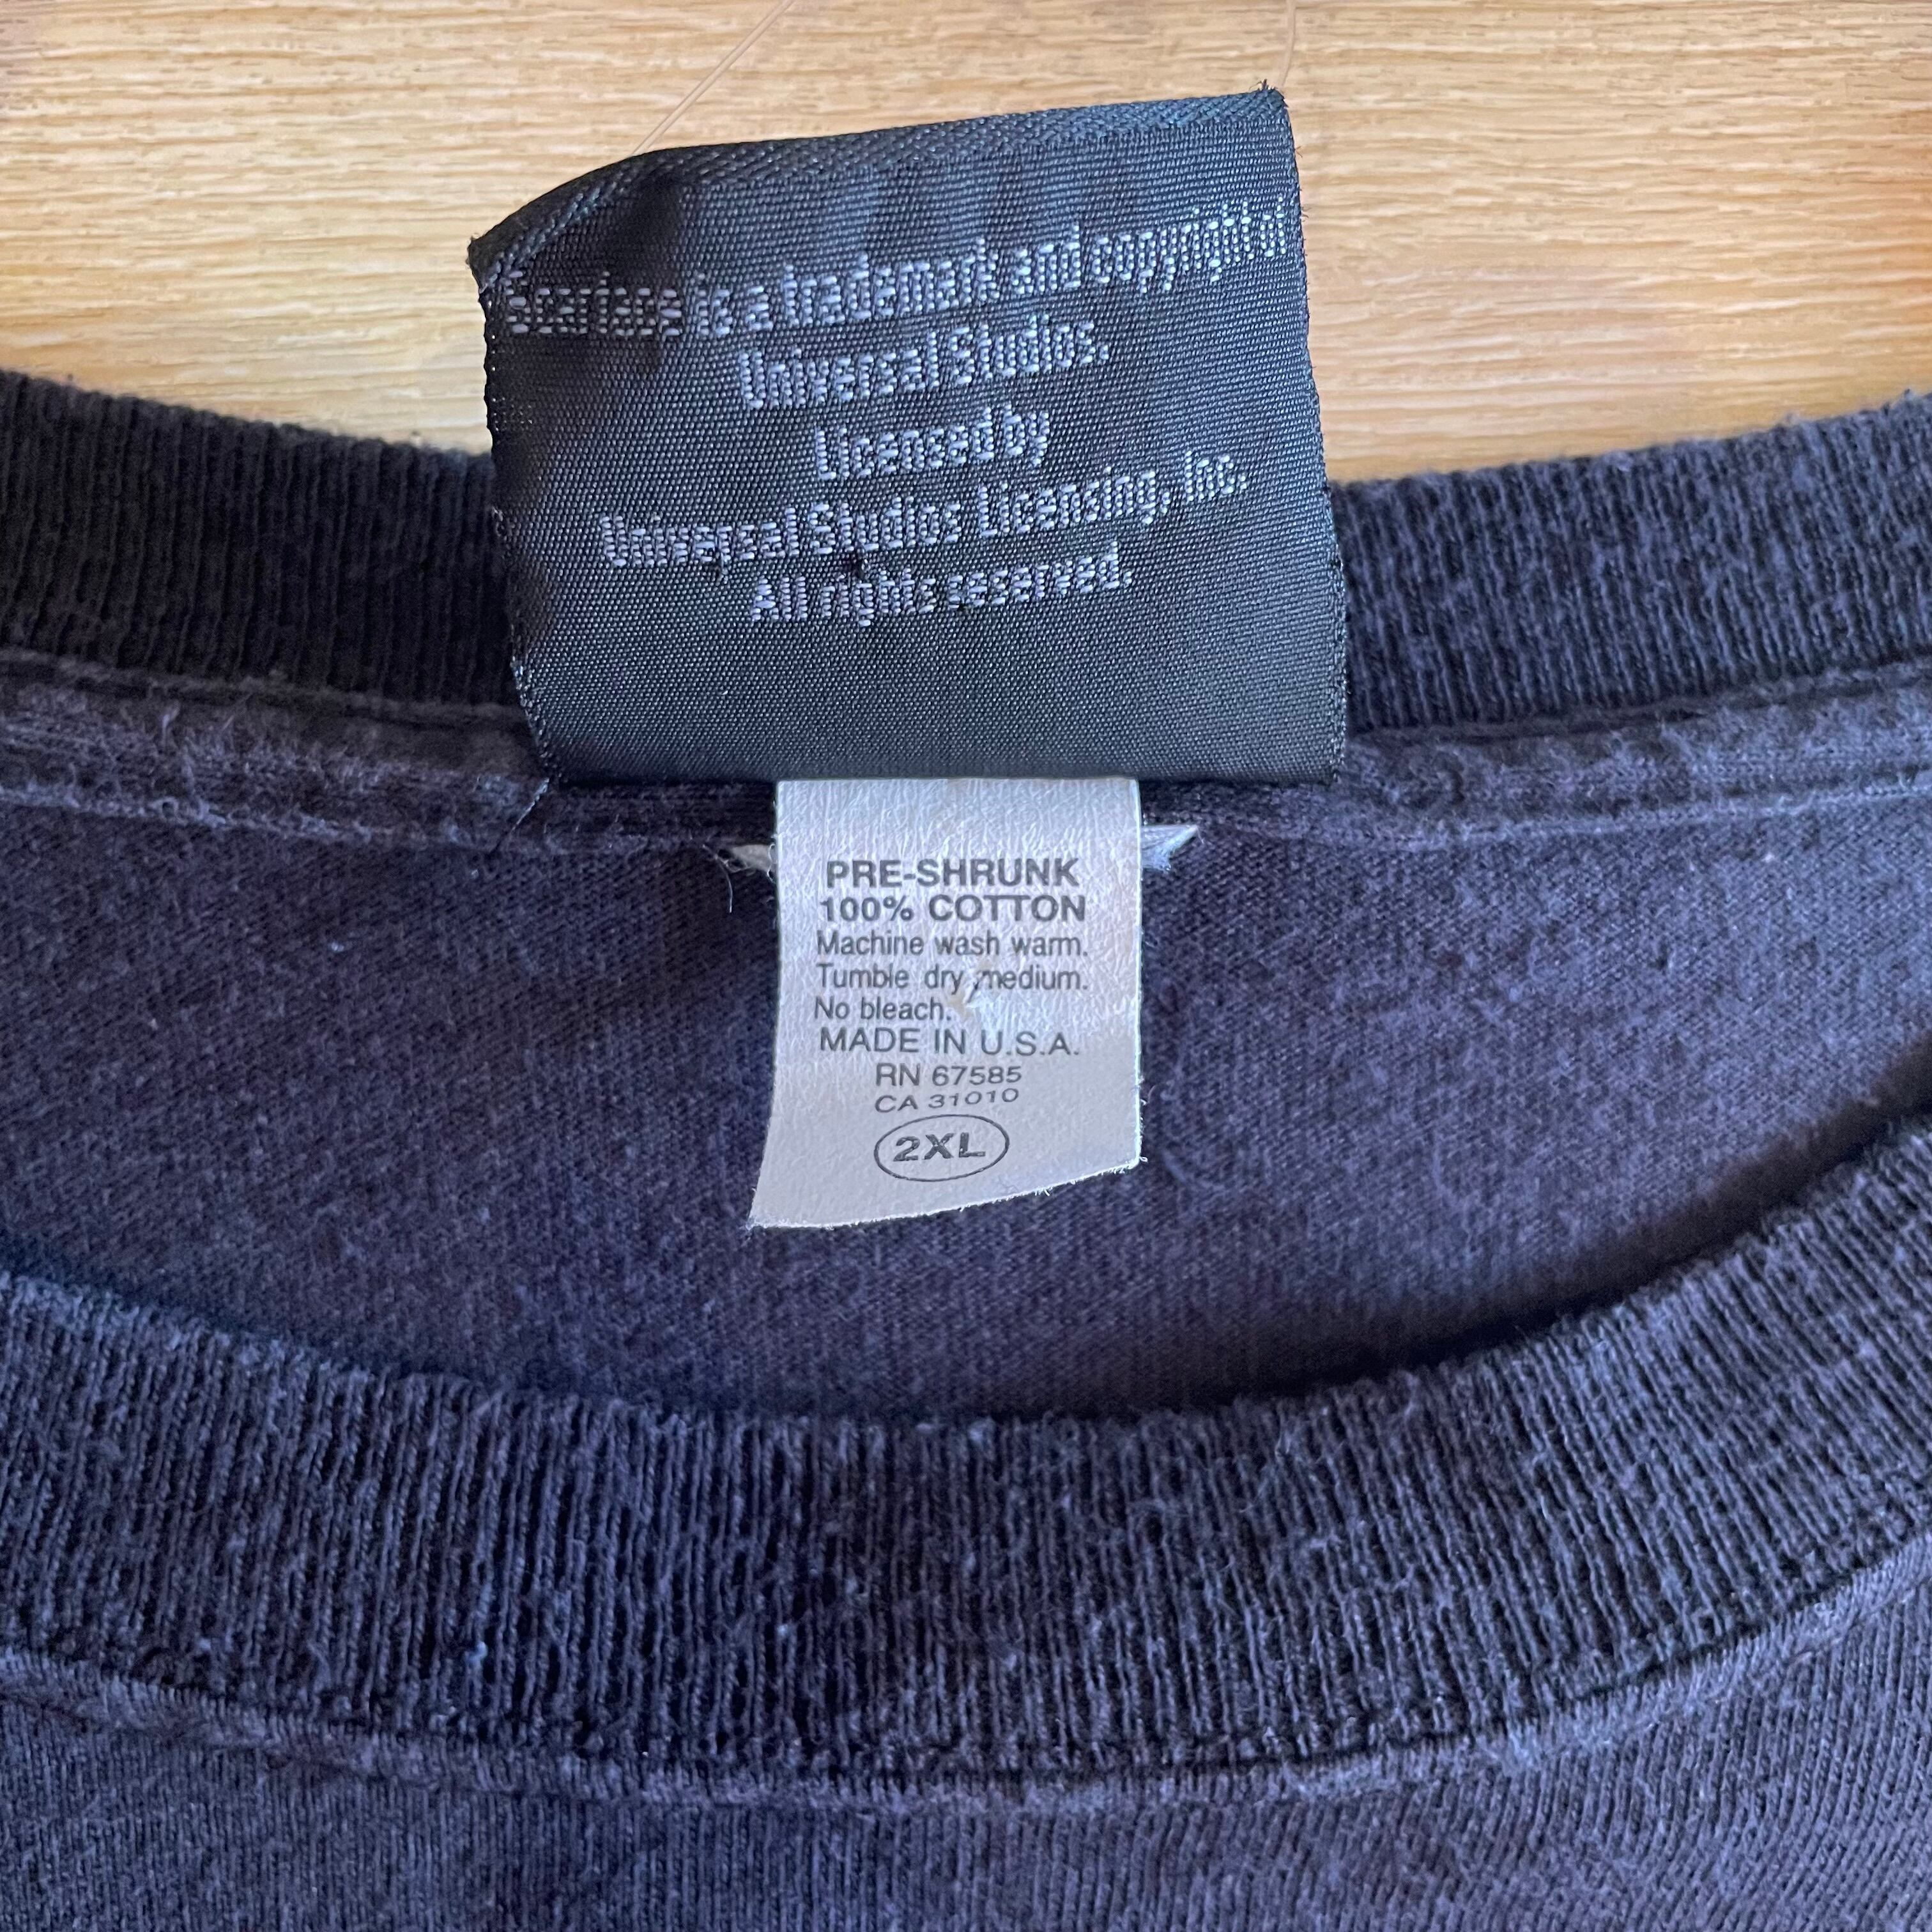 Scarface is a trademark and copyright of
Universal Studios.
Licensed by
Universal Studios Licensing, Inc.
All rights reserved.
PRE-SHRUNK
100% COTTON
Machine wash warm.
Tumble dry medium.
No bleach.
MADE IN U.S.A.
RN 67585
CA 31010
2XL